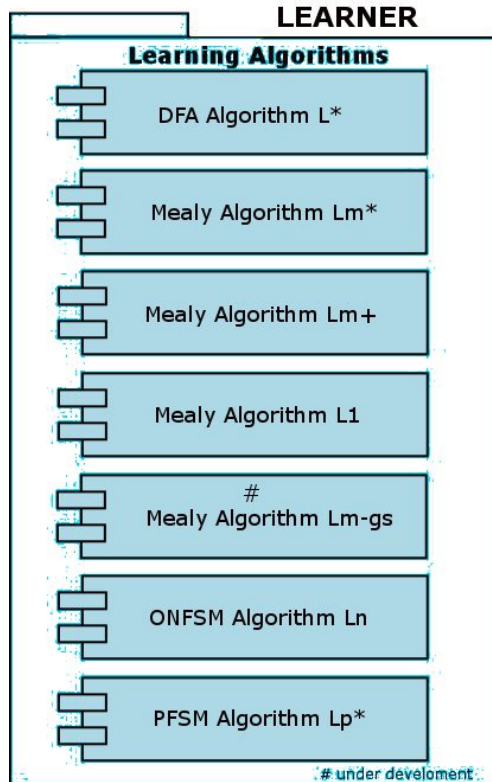 LEARNER
Learning Algorithms
DFA Algorithm L*
Mealy Algorithm Lm*
Mealy Algorithm Lm+
Mealy Algorithm L1
#
Mealy Algorithm Lm-gs
ONFSM Algorithm Ln
PFSM Algorithm Lp*
# under develoment